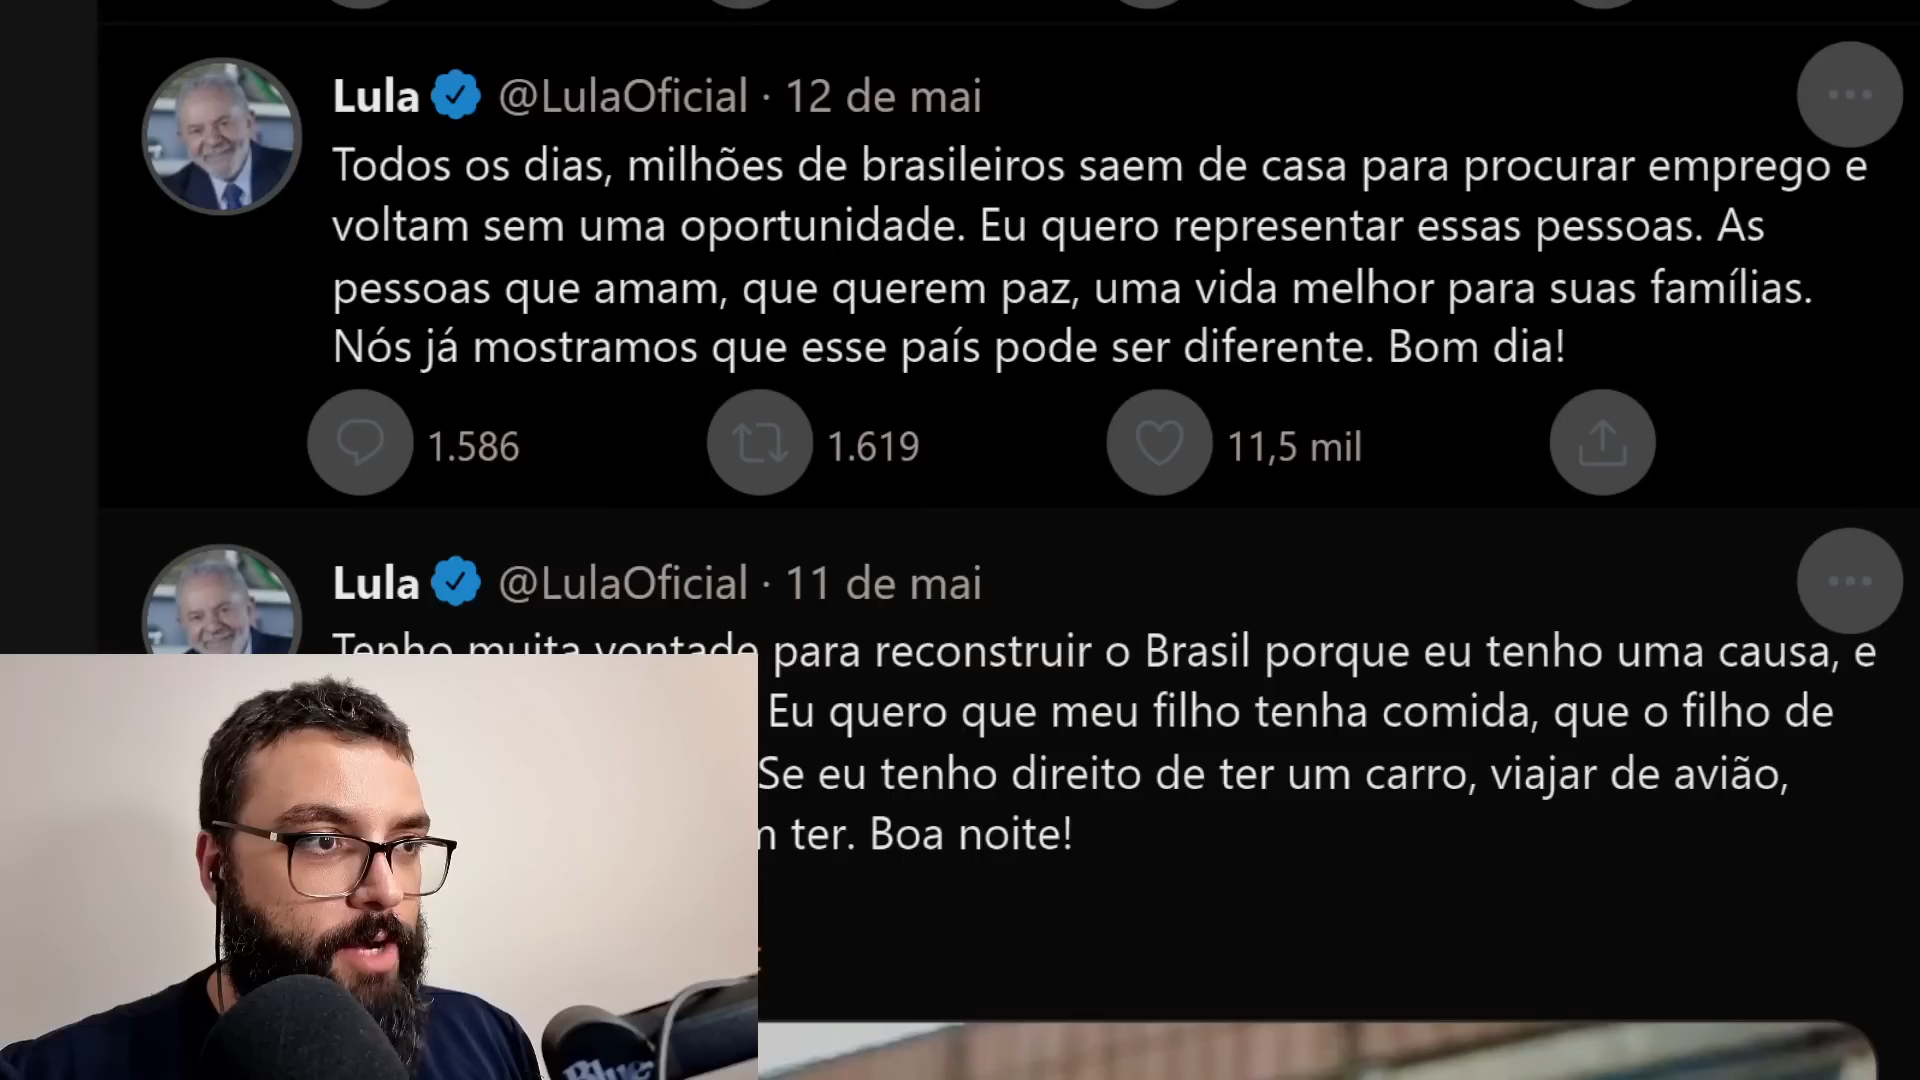 Lula @LulaOficial · 12 de mai
Todos os dias, milhões de brasileiros saem de casa para procurar emprego e
voltam sem uma oportunidade. Eu quero representar essas pessoas. As
pessoas que amam, que querem paz, uma vida melhor para suas famílias.
Nós já mostramos que esse país pode ser diferente. Bom dia!
1.586 1.619 11,5 mil
Lula @LulaOficial · 11 de mai
Tenho muita vontade para reconstruir o Brasil porque eu tenho uma causa, e
Eu quero que meu filho tenha comida, que o filho de
Se eu tenho direito de ter um carro, viajar de avião,
ter. Boa noite!
Blue